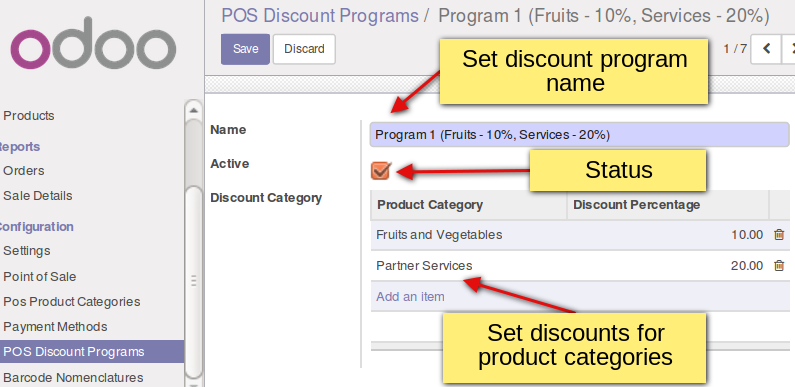 odoo
POS Discount Programs / Program 1 (Fruits - 10%, Services - 20%)
Save Discard
1 / 7
Set discount program
name
Products
Reports
Orders
Sale Details
Configuration
Settings
Point of Sale
Pos Product Categories
Payment Methods
POS Discount Programs
Barcode Nomenclatures
Name
Program 1 (Fruits - 10%, Services - 20%)
Active
Status
Discount Category
Product Category Discount Percentage
Fruits and Vegetables 10.00
Partner Services 20.00
Add an item
Set discounts for
product categories